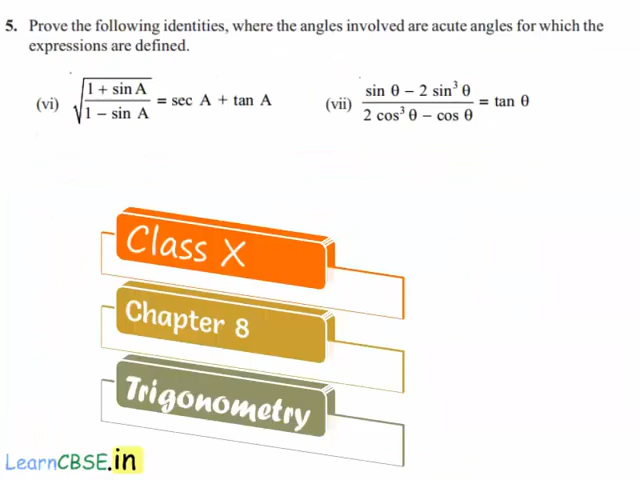 5. Prove the following identities, where the angles involved are acute angles for which the
expressions are defined.
(vi) √((1 + sin A)/(1 – sin A)) = sec A + tan A (vii) (sin θ – 2 sin³ θ)/(2 cos³ θ – cos θ) = tan θ
Class X
Chapter 8
Trigonometry
LearnCBSE.in